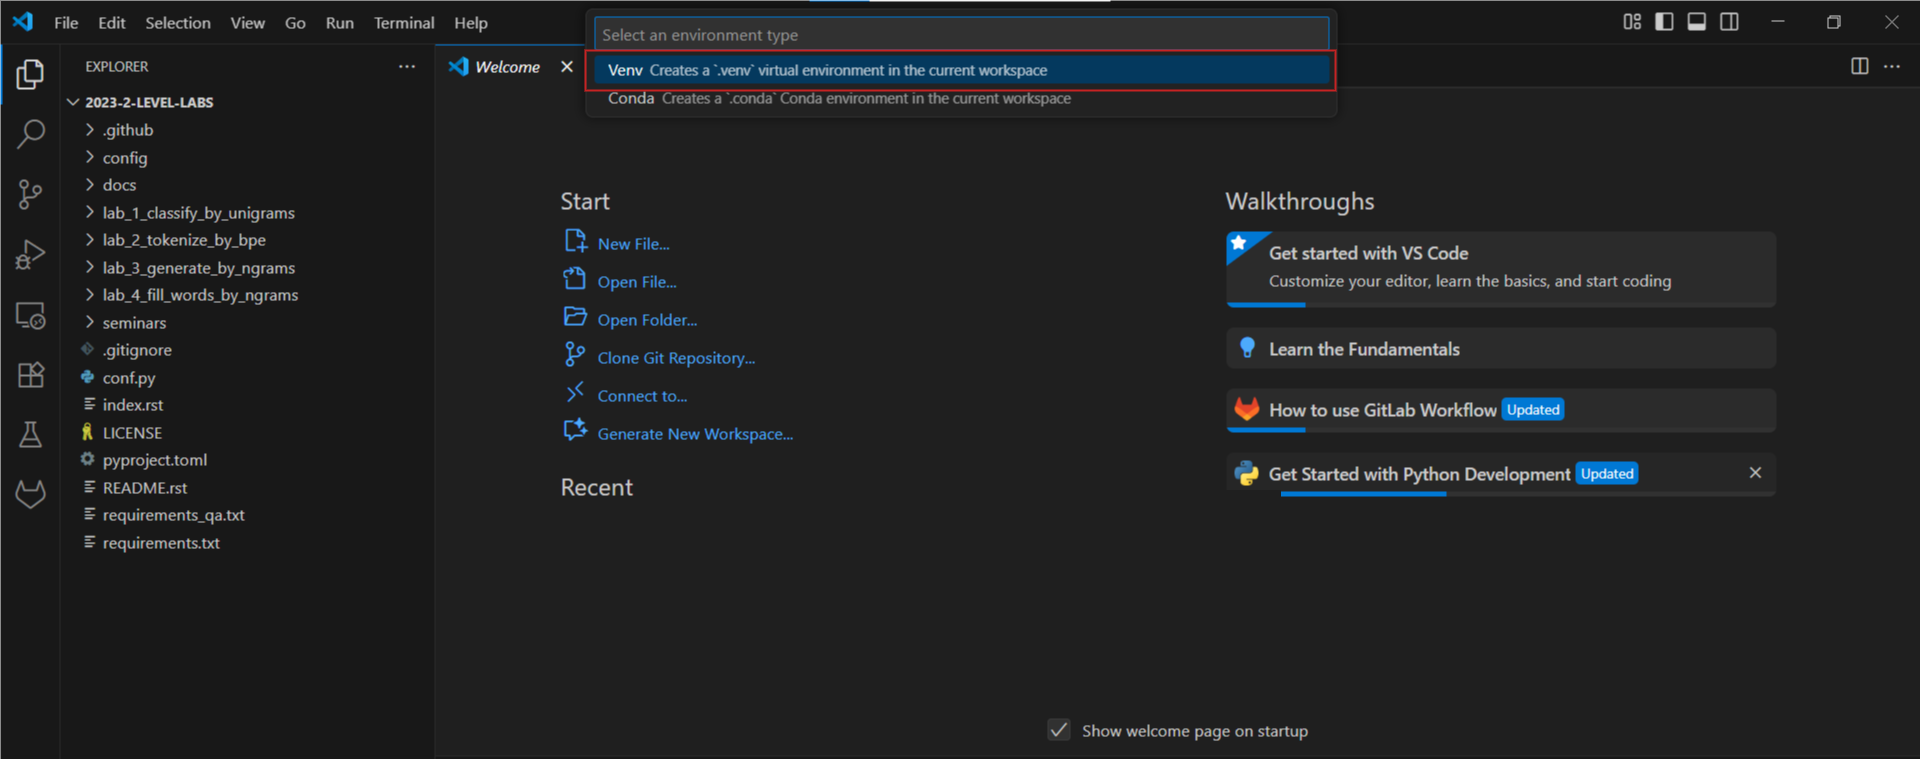 File Edit Selection View Go Run Terminal Help
Select an environment type
Venv Creates a `.venv` virtual environment in the current workspace
Conda Creates a `.conda` Conda environment in the current workspace
EXPLORER
Welcome
2023-2-LEVEL-LABS
.github
config
docs
lab_1_classify_by_unigrams
lab_2_tokenize_by_bpe
lab_3_generate_by_ngrams
lab_4_fill_words_by_ngrams
seminars
.gitignore
conf.py
index.rst
LICENSE
pyproject.toml
README.rst
requirements_qa.txt
requirements.txt
Start
New File...
Open File...
Open Folder...
Clone Git Repository...
Connect to...
Generate New Workspace...
Recent
Walkthroughs
Get started with VS Code
Customize your editor, learn the basics, and start coding
Learn the Fundamentals
How to use GitLab Workflow Updated
Get Started with Python Development Updated
Show welcome page on startup